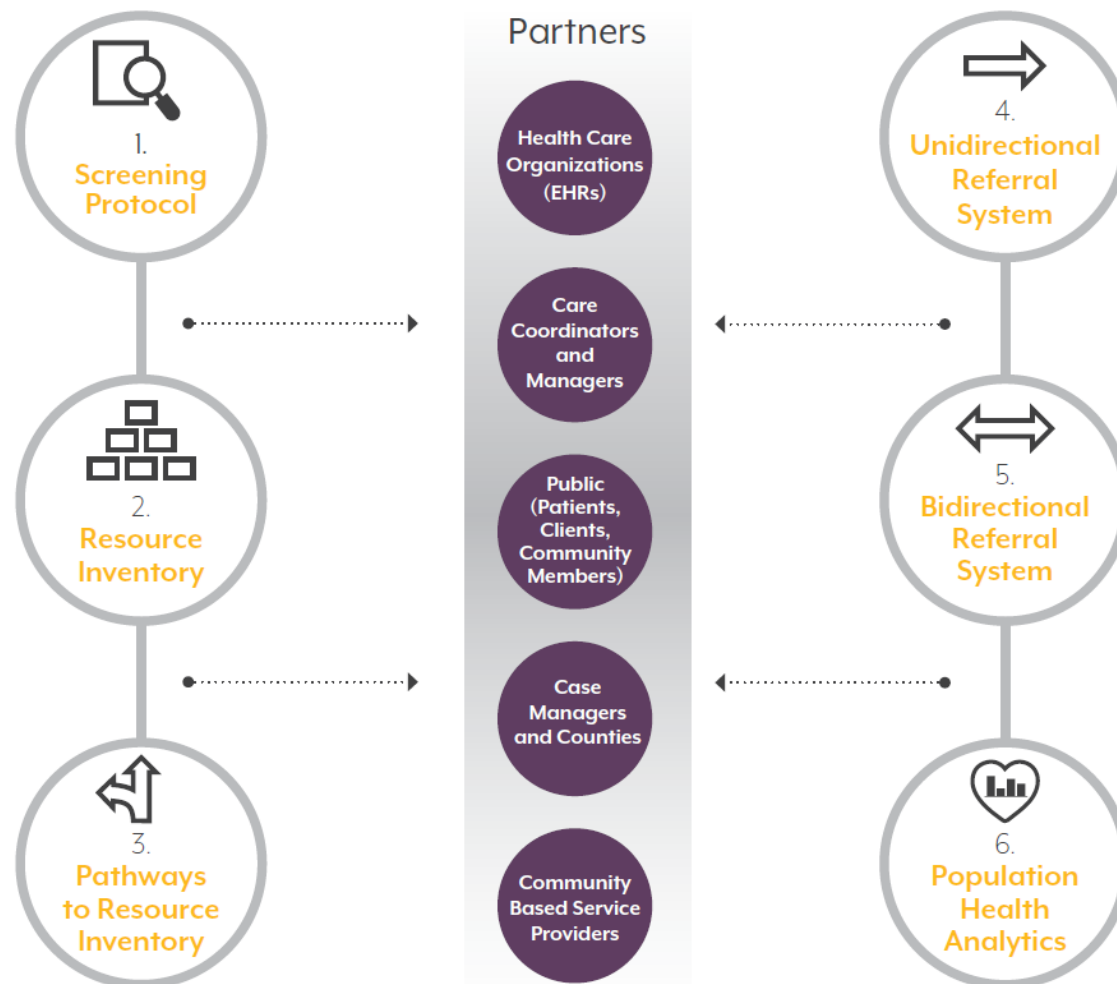 1.
Screening
Protocol
2.
Resource
Inventory
3.
Pathways
to Resource
Inventory
Partners
Health Care
Organizations
(EHRs)
Care
Coordinators
and
Managers
Public
(Patients,
Clients,
Community
Members)
Case
Managers
and Counties
Community
Based Service
Providers
4.
Unidirectional
Referral
System
5.
Bidirectional
Referral
System
6.
Population
Health
Analytics